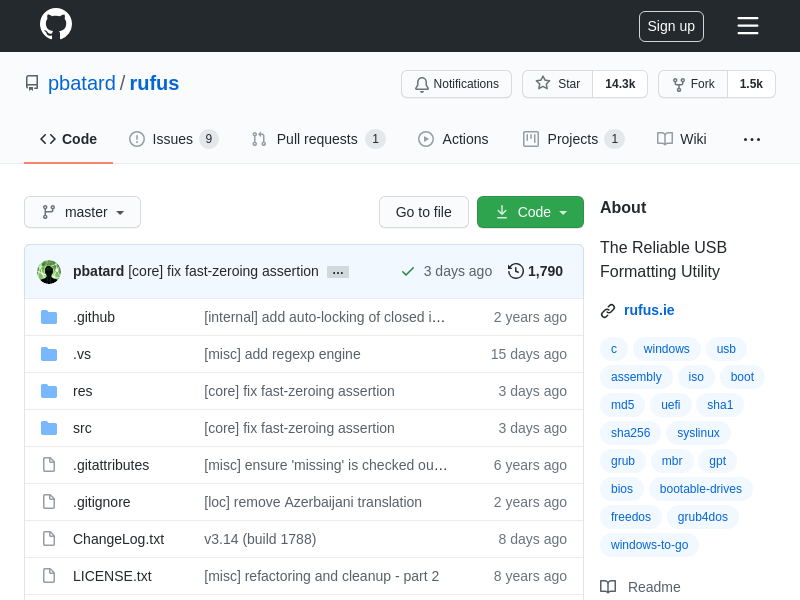 Sign up
pbatard / rufus
Notifications
Star 14.3k
Fork 1.5k
Code
Issues 9
Pull requests 1
Actions
Projects 1
Wiki
master
Go to file
Code
pbatard [core] fix fast-zeroing assertion … 3 days ago 1,790
.github [internal] add auto-locking of closed i… 2 years ago
.vs [misc] add regexp engine 15 days ago
res [core] fix fast-zeroing assertion 3 days ago
src [core] fix fast-zeroing assertion 3 days ago
.gitattributes [misc] ensure 'missing' is checked ou… 6 years ago
.gitignore [loc] remove Azerbaijani translation 2 years ago
ChangeLog.txt v3.14 (build 1788) 8 days ago
LICENSE.txt [misc] refactoring and cleanup - part 2 8 years ago
About
The Reliable USB
Formatting Utility
rufus.ie
c windows usb
assembly iso boot
md5 uefi sha1
sha256 syslinux
grub mbr gpt
bios bootable-drives
freedos grub4dos
windows-to-go
Readme